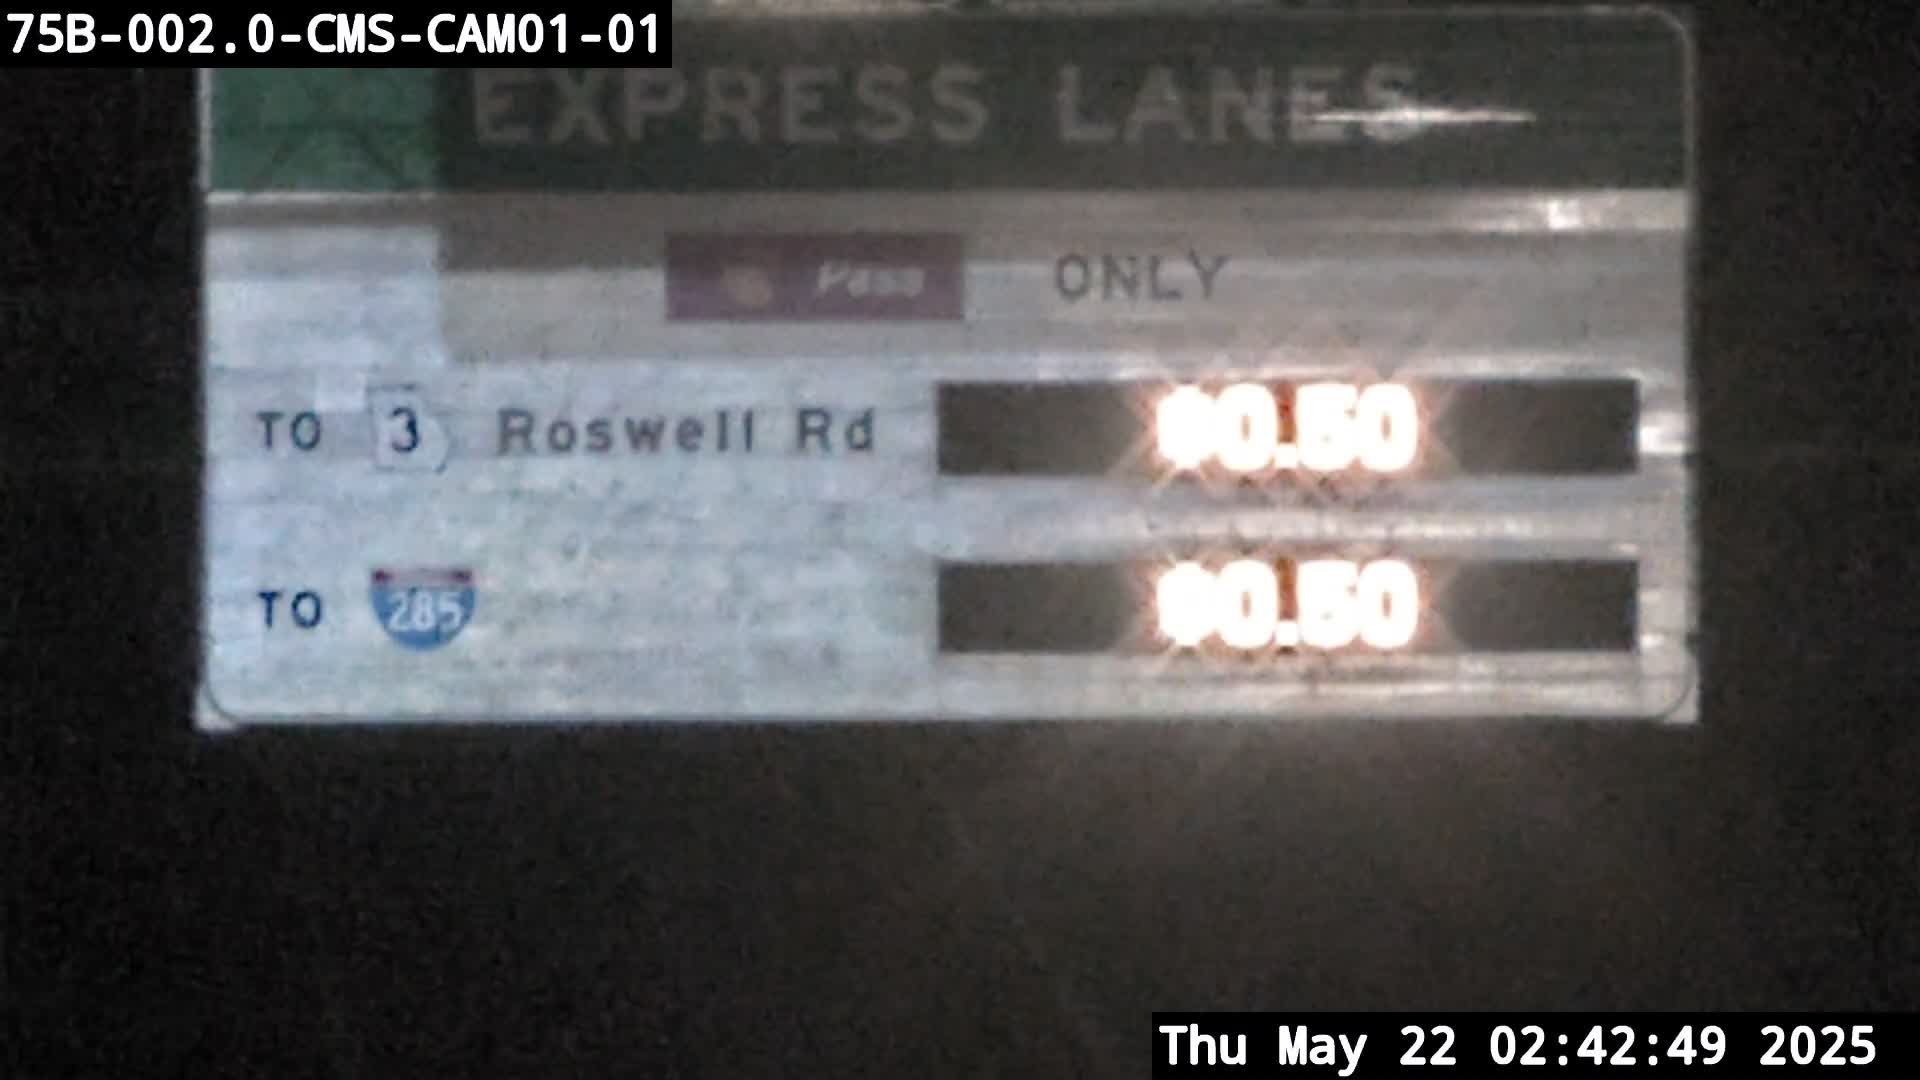 75B-002.0-CMS-CAM01-01
EXPRESS LANES
Pass ONLY
TO 3 Roswell Rd $0.50
TO 285 $0.50
Thu May 22 02:42:49 2025